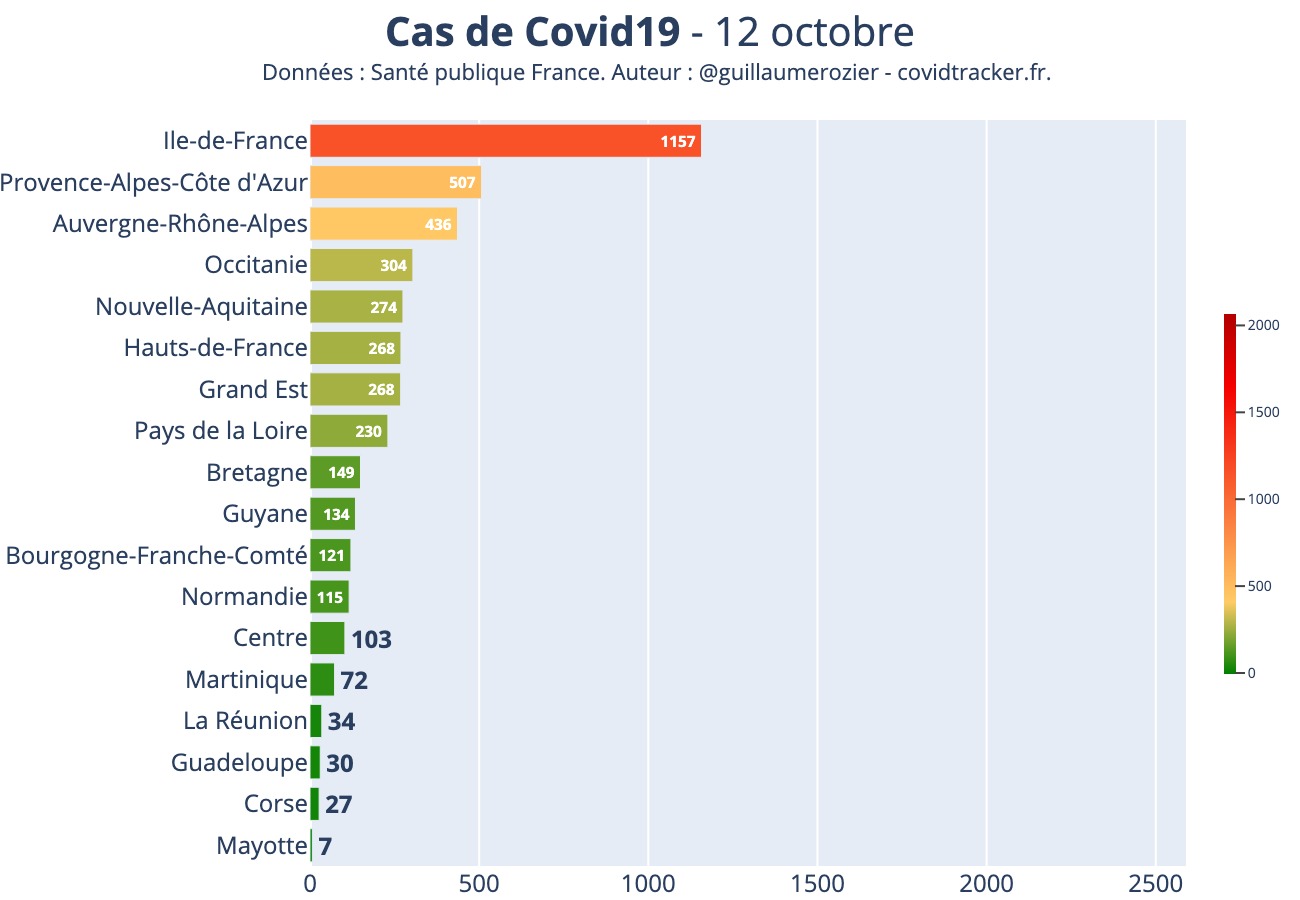 Cas de Covid19 - 12 octobre
Données : Santé publique France. Auteur : @guillaumerozier - covidtracker.fr.
Ile-de-France 1157
Provence-Alpes-Côte d'Azur 507
Auvergne-Rhône-Alpes 436
Occitanie 304
Nouvelle-Aquitaine 274
Hauts-de-France 268
Grand Est 268
Pays de la Loire 230
Bretagne 149
Guyane 134
Bourgogne-Franche-Comté 121
Normandie 115
Centre 103
Martinique 72
La Réunion 34
Guadeloupe 30
Corse 27
Mayotte 7
0 500 1000 1500 2000 2500
2000
1500
1000
500
0